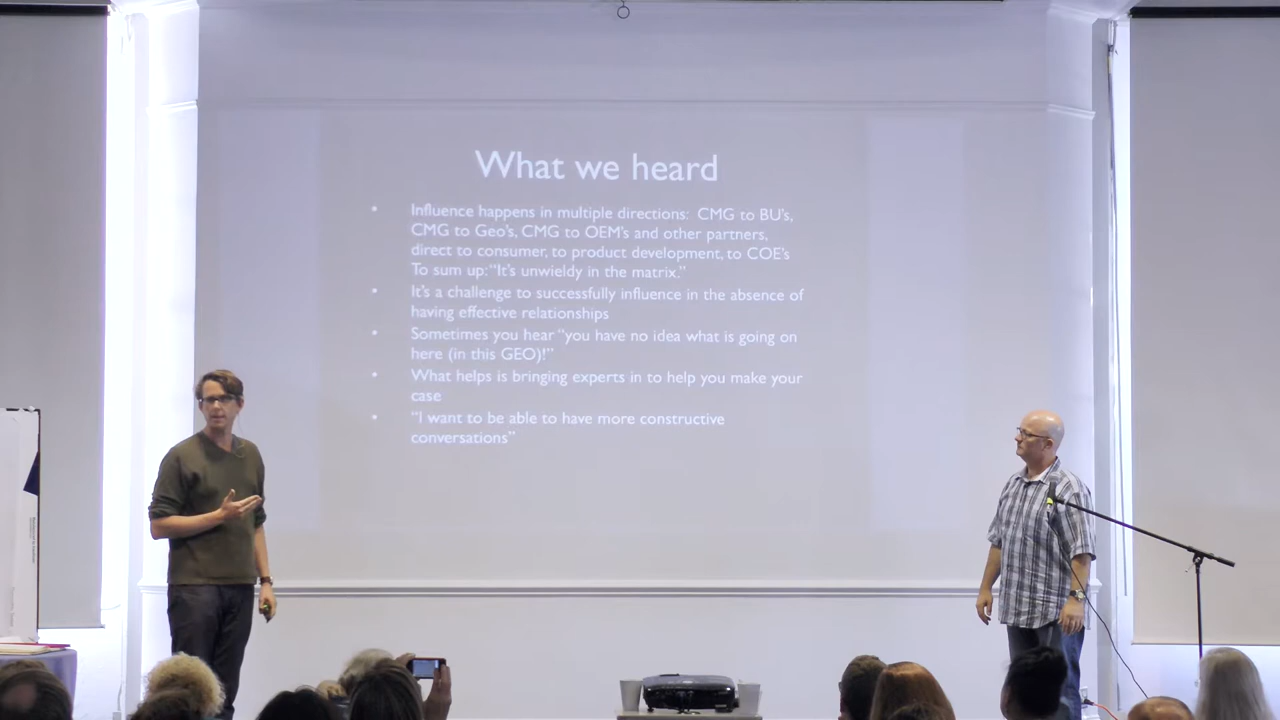 What we heard
• Influence happens in multiple directions: CMG to BU's,
CMG to Geo's, CMG to OEM's and other partners,
direct to consumer, to product development, to COE's
To sum up: "It's unwieldy in the matrix."
• It's a challenge to successfully influence in the absence of
having effective relationships
• Sometimes you hear "you have no idea what is going on
here (in this GEO)!"
• What helps is bringing experts in to help you make your
case
• "I want to be able to have more constructive
conversations"